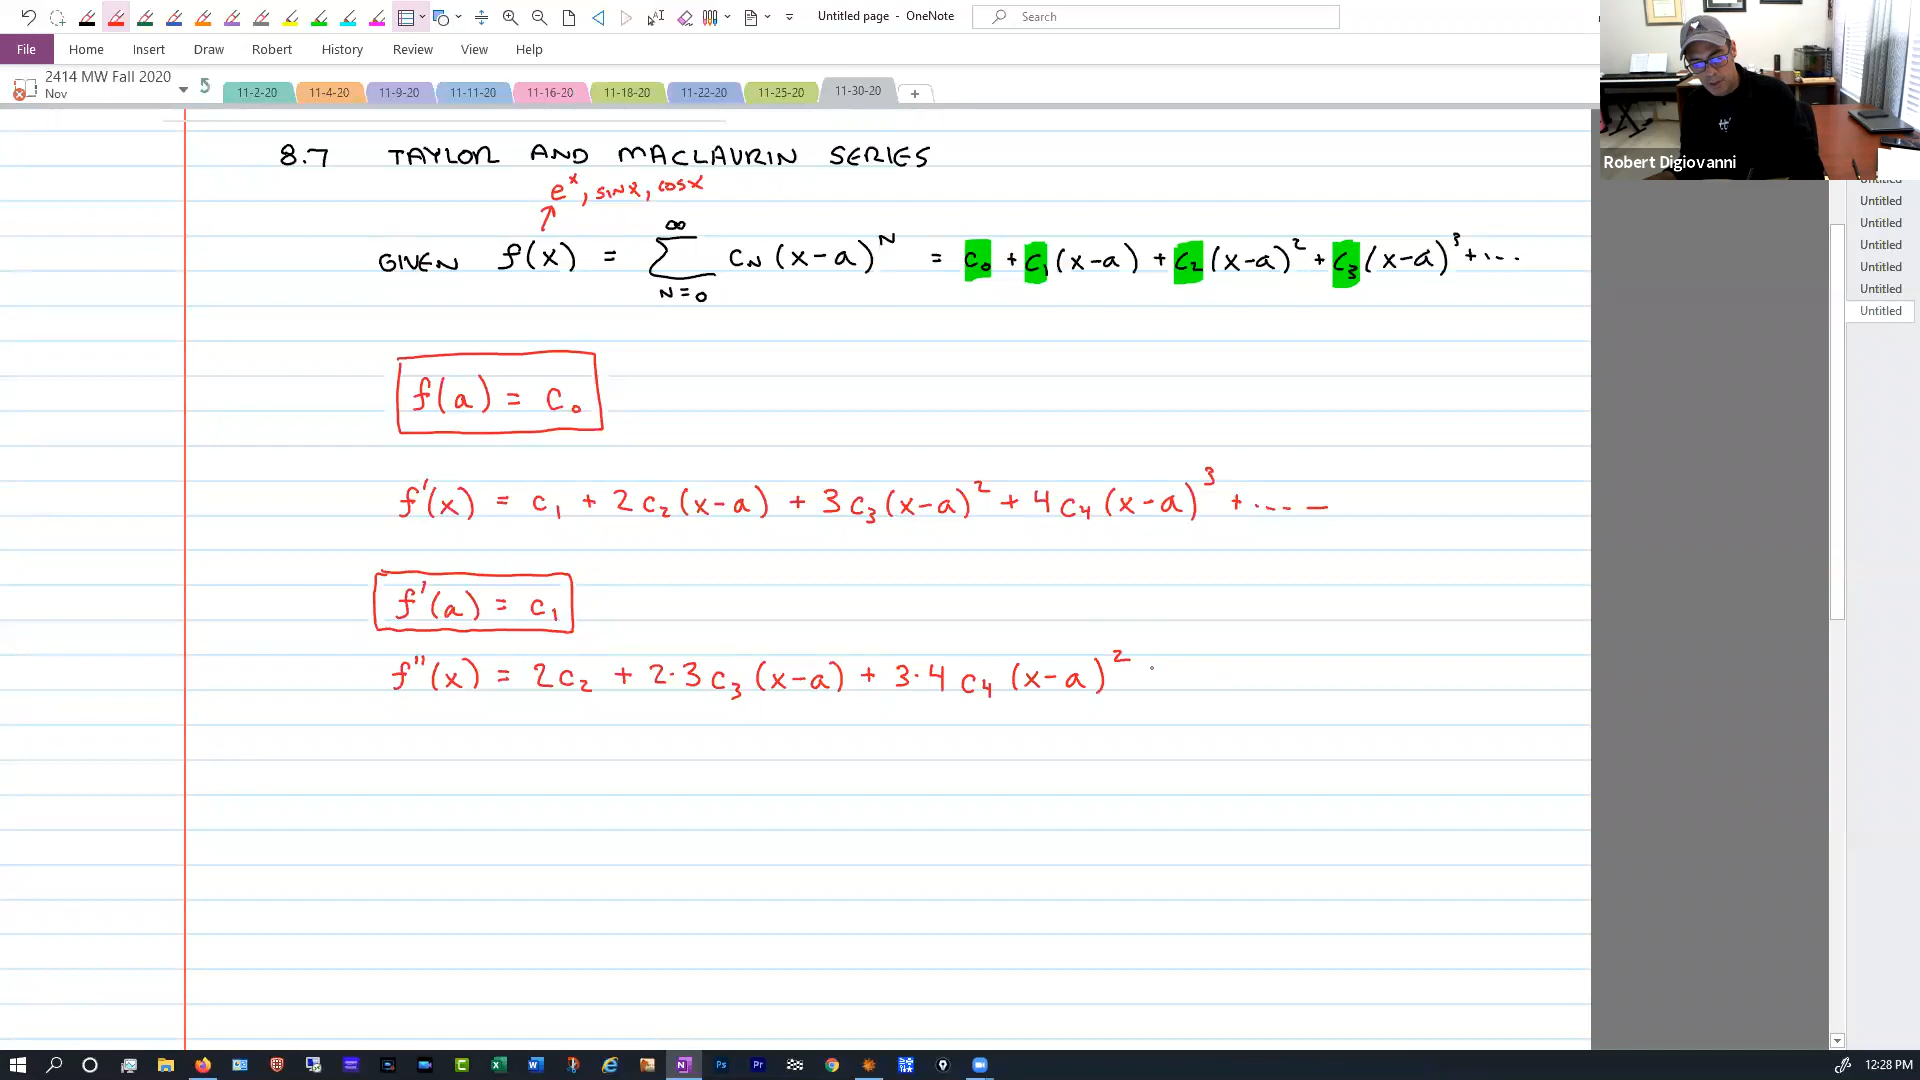 Untitled page - OneNote
Search
File Home Insert Draw Robert History Review View Help
2414 MW Fall 2020
Nov
11-2-20 11-4-20 11-9-20 11-11-20 11-16-20 11-18-20 11-22-20 11-25-20 11-30-20
Robert Digiovanni
8.7 TAYLOR AND MACLAURIN SERIES
e^x, sinx, cosx
GIVEN f(x) = ∑_{N=0}^{∞} C_N (x-a)^N = C_0 + C_1(x-a) + C_2(x-a)^2 + C_3(x-a)^3 + ...
f(a) = C_0
f'(x) = C_1 + 2C_2(x-a) + 3C_3(x-a)^2 + 4C_4(x-a)^3 + ....
f'(a) = C_1
f''(x) = 2C_2 + 2·3C_3(x-a) + 3·4C_4(x-a)^2
Untitled
Untitled
Untitled
Untitled
Untitled
Untitled
Untitled
12:28 PM